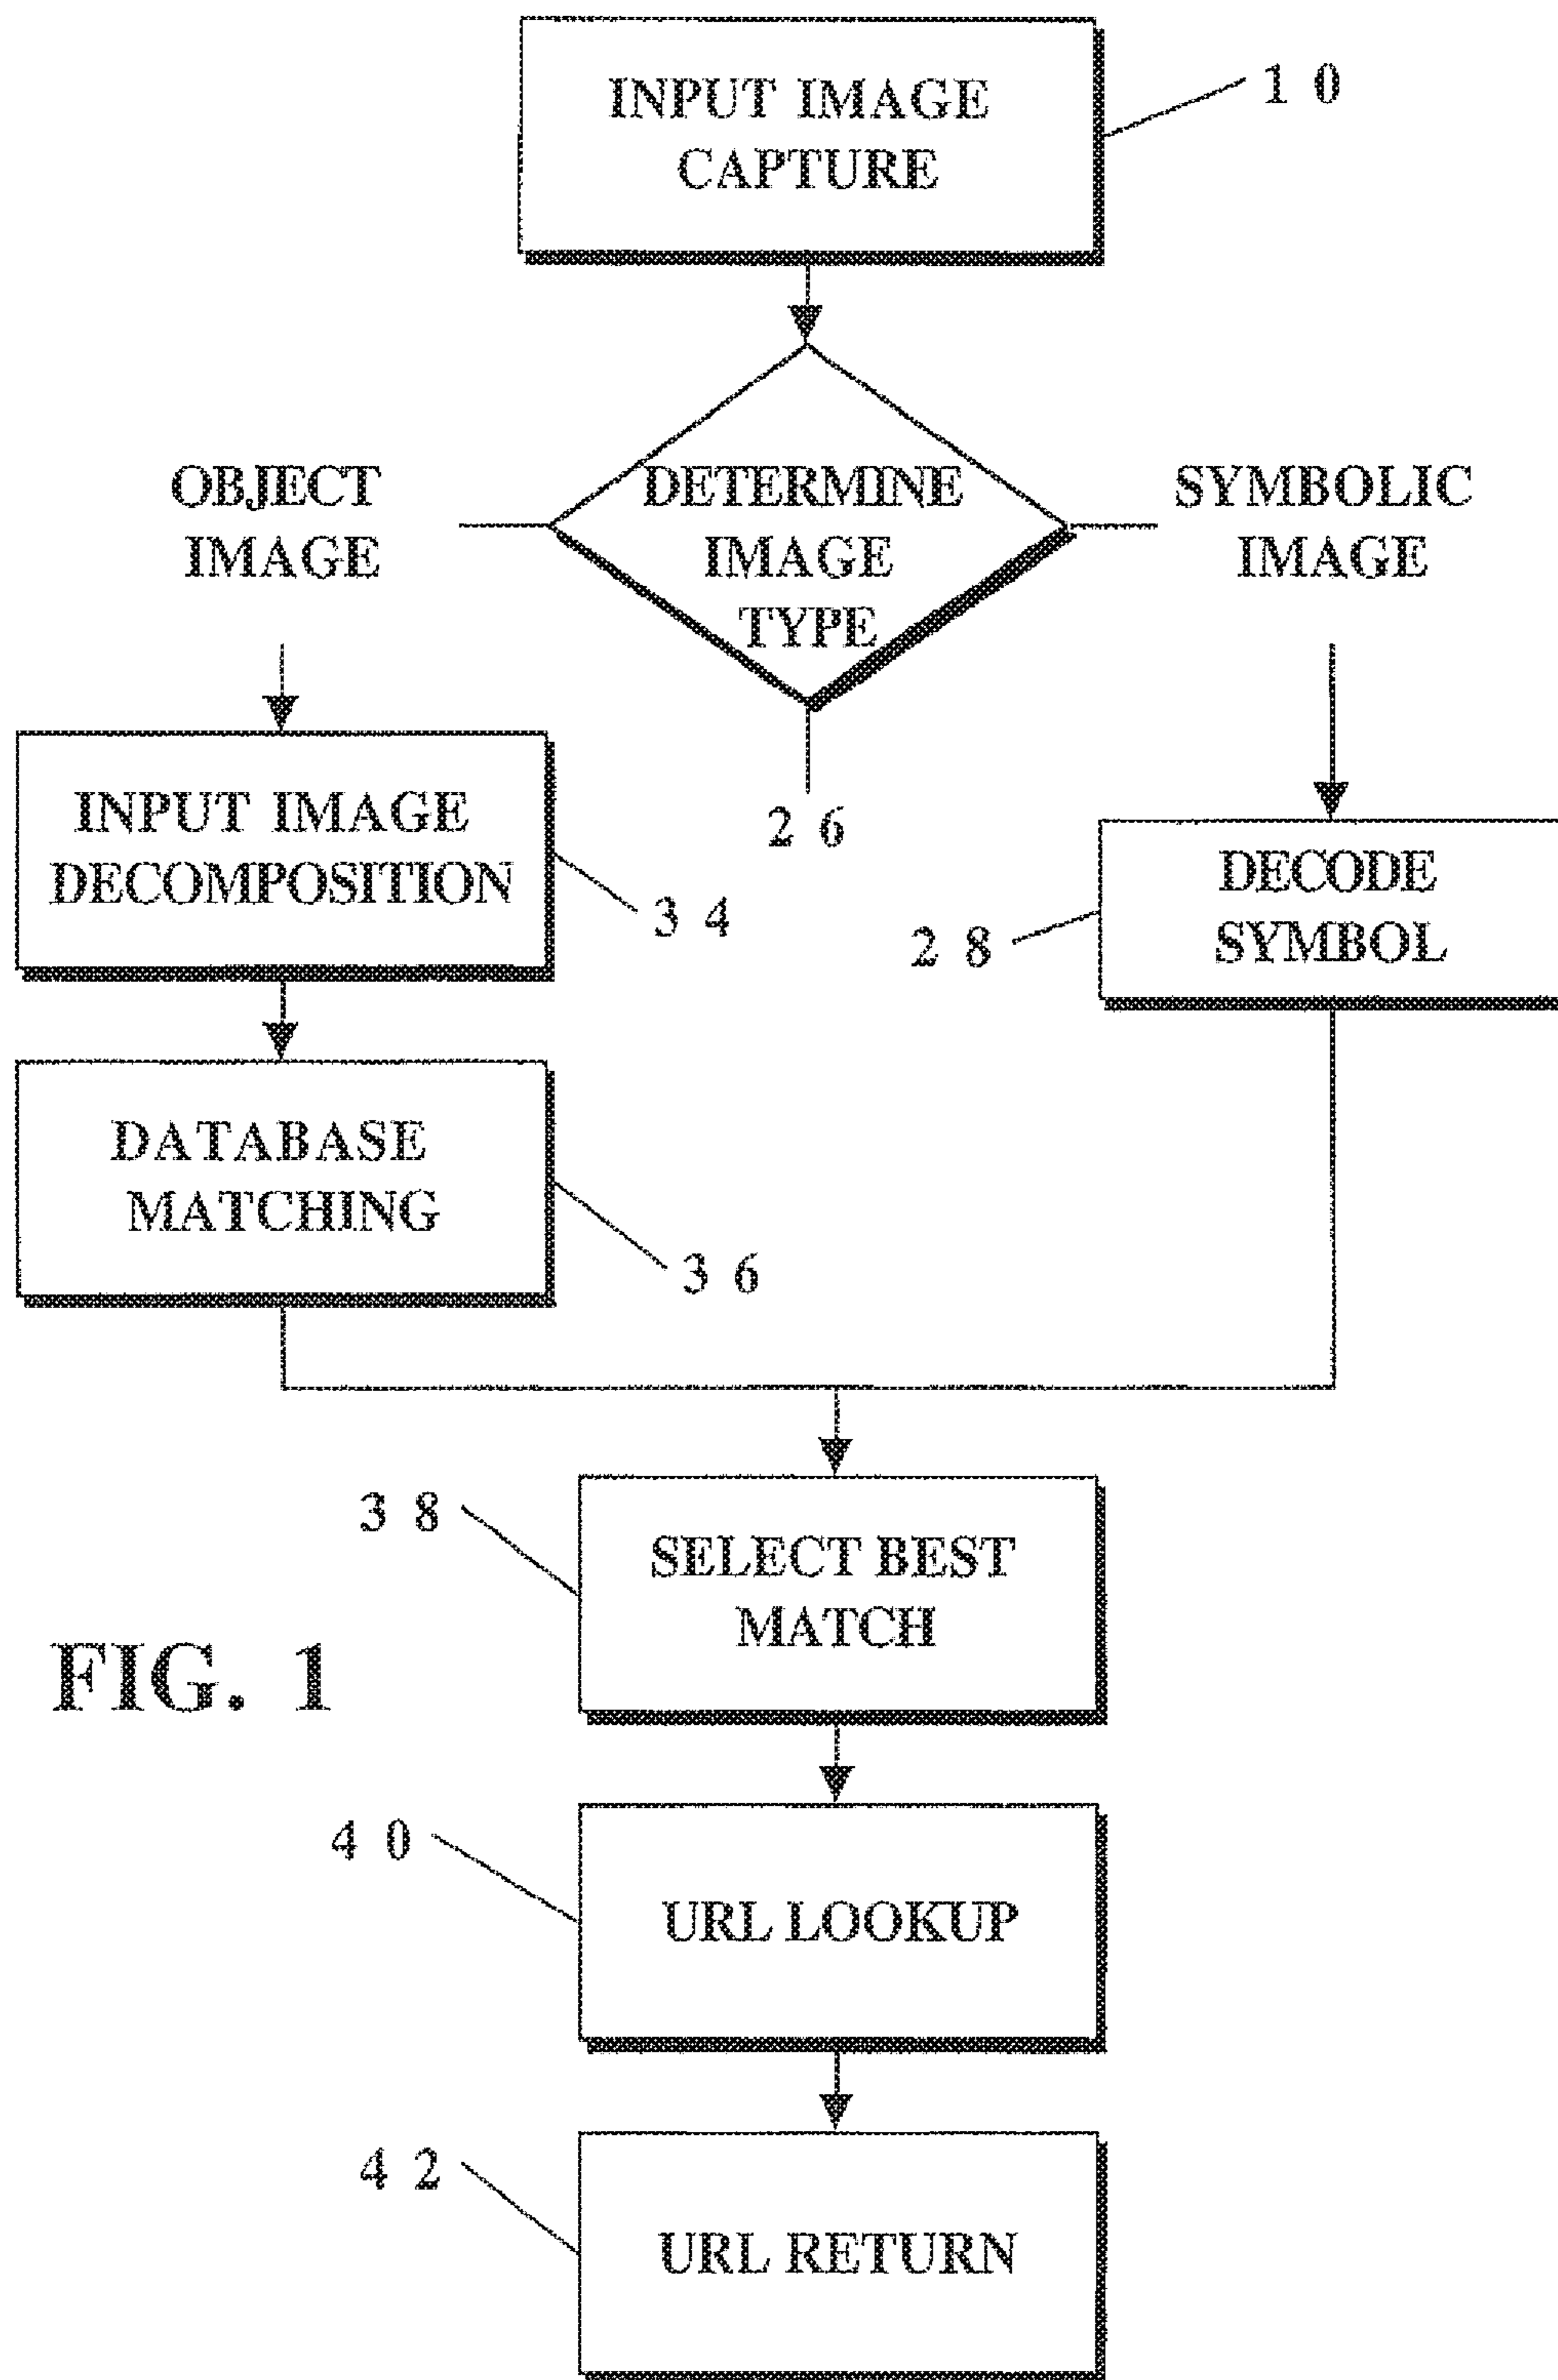 INPUT IMAGE
CAPTURE
1 0
OBJECT
IMAGE
DETERMINE
IMAGE
TYPE
SYMBOLIC
IMAGE
2 6
INPUT IMAGE
DECOMPOSITION
3 4
DECODE
SYMBOL
2 8
DATABASE
MATCHING
3 6
3 8
SELECT BEST
MATCH
FIG. 1
4 0
URL LOOKUP
4 2
URL RETURN